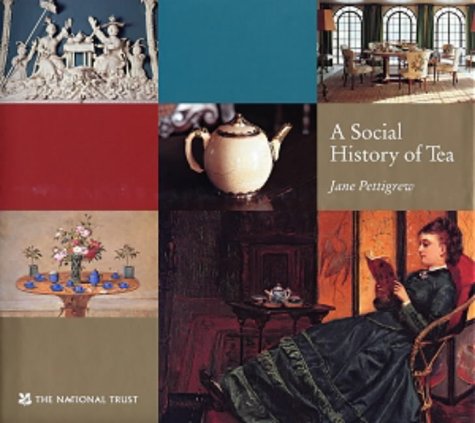 A Social
History of Tea
Jane Pettigrew
THE NATIONAL TRUST